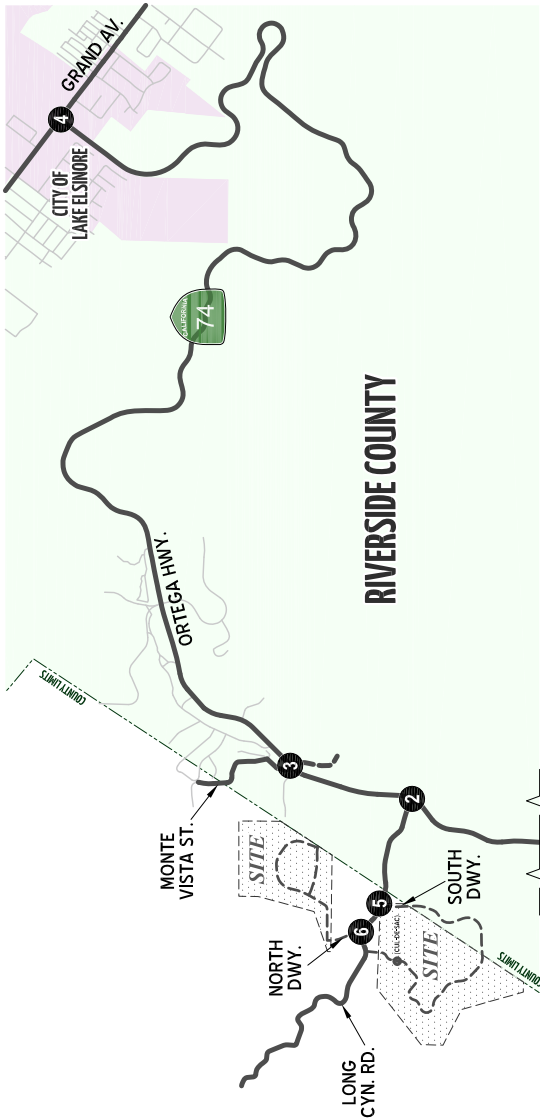 GRAND AV.
4
CITY OF
LAKE ELSINORE
CALIFORNIA
74
RIVERSIDE COUNTY
ORTEGA HWY.
COUNTY LIMITS
3
MONTE
VISTA ST.
2
SITE
5
SOUTH
DWY.
6
NORTH
DWY.
(CUL-DE-SAC)
SITE
COUNTY LIMITS
LONG
CYN. RD.